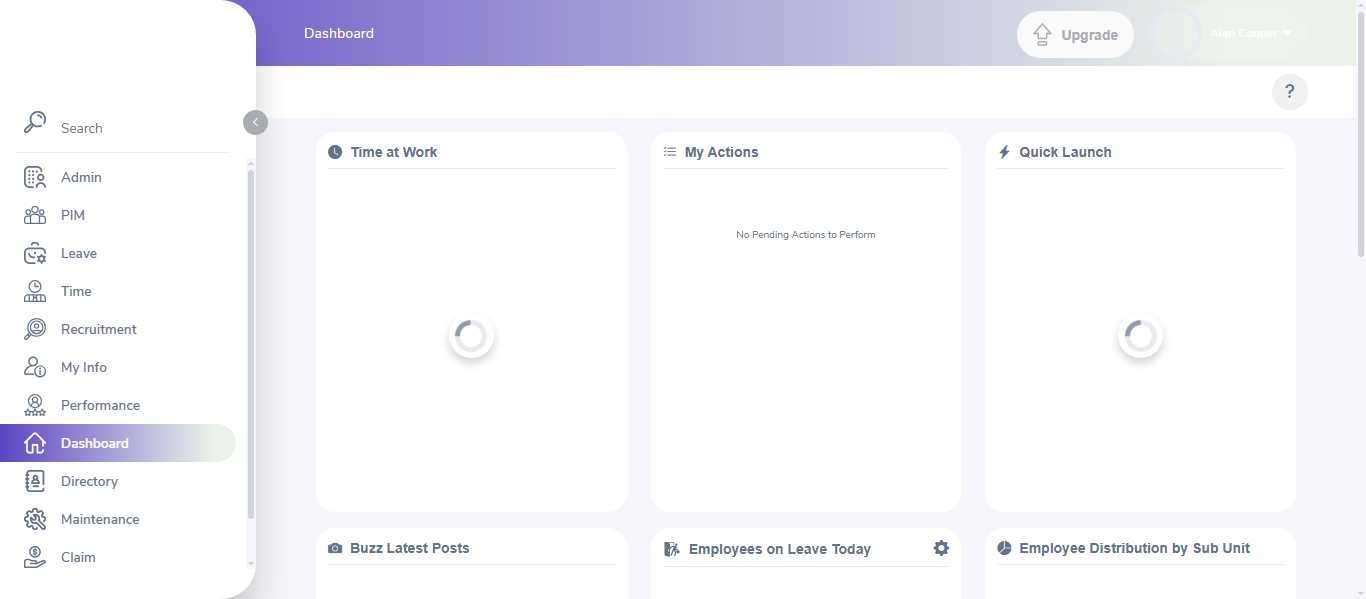 Dashboard
Upgrade
Alan Cooper
?
Search
Admin
PIM
Leave
Time
Recruitment
My Info
Performance
Dashboard
Directory
Maintenance
Claim
Time at Work
My Actions
No Pending Actions to Perform
Quick Launch
Buzz Latest Posts
Employees on Leave Today
Employee Distribution by Sub Unit